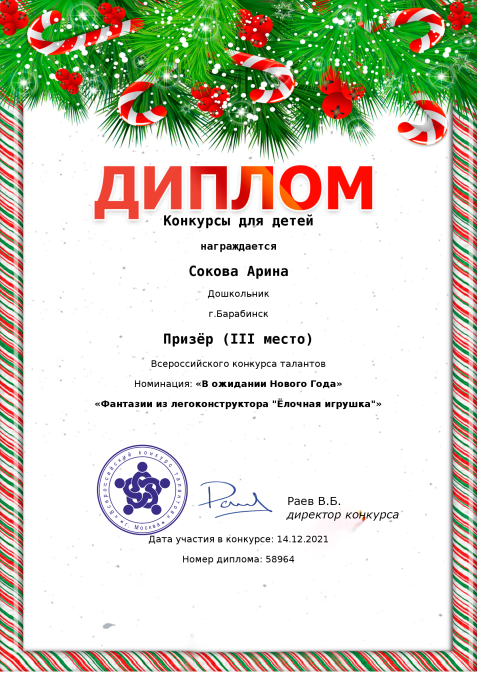 ДИПЛОМ
Конкурсы для детей
награждается
Сокова Арина
Дошкольник
г.Барабинск
Призёр (III место)
Всероссийского конкурса талантов
Номинация: «В ожидании Нового Года»
«Фантазии из легоконструктора "Ёлочная игрушка"»
«Всероссийский конкурс талантов»
г. Москва
Раев В.Б.
директор конкурса
Дата участия в конкурсе: 14.12.2021
Номер диплома: 58964